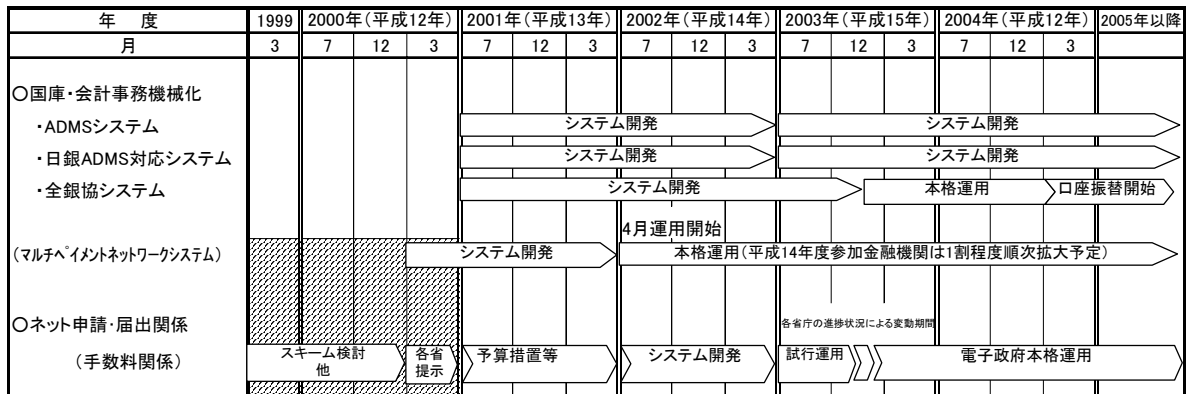 年 度 1999 2000年(平成12年) 2001年(平成13年) 2002年(平成14年) 2003年(平成15年) 2004年(平成12年) 2005年以降
月 3 7 12 3 7 12 3 7 12 3 7 12 3 7 12 3
○国庫・会計事務機械化
・ADMSシステム システム開発 システム開発
・日銀ADMS対応システム システム開発 システム開発
・全銀協システム システム開発 本格運用 口座振替開始
4月運用開始
(マルチペイメントネットワークシステム) システム開発 本格運用(平成14年度参加金融機関は1割程度順次拡大予定)
○ネット申請・届出関係 各省庁の進捗状況による変動期間
(手数料関係) スキーム検討 各省 予算措置等 システム開発 試行運用 電子政府本格運用
他 提示